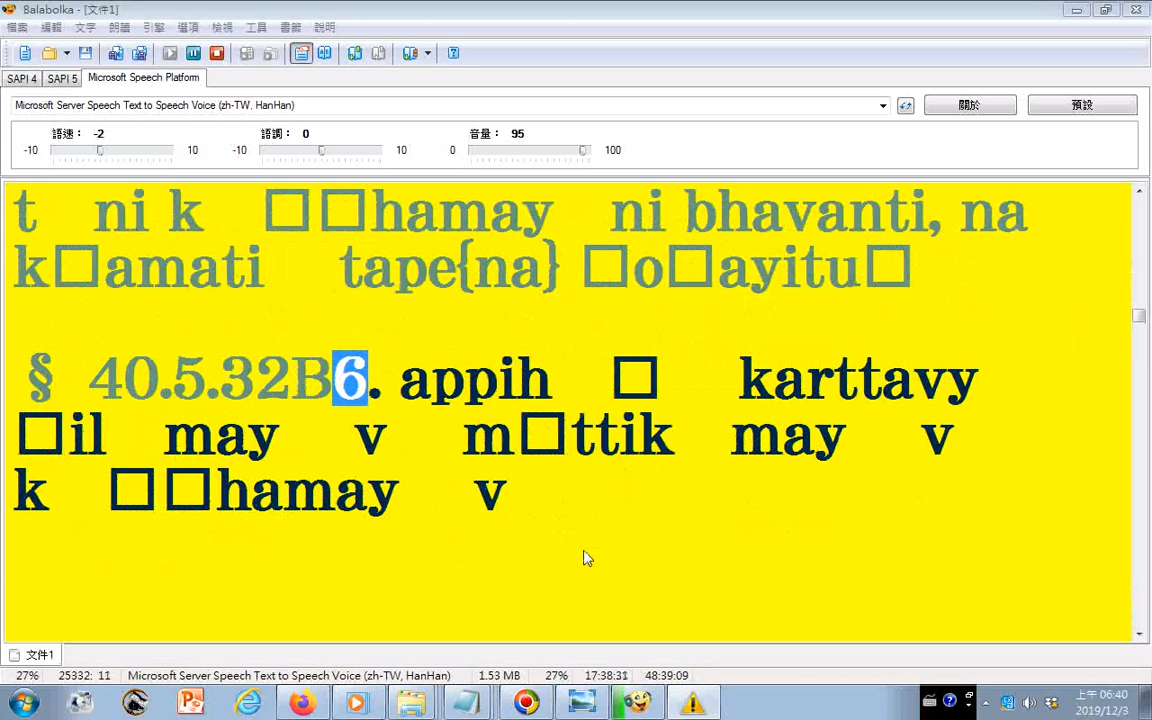 Balabolka - [文件1]
檔案 編輯 文字 朗讀 引擎 選項 檢視 工具 書籤 說明
SAPI 4 SAPI 5 Microsoft Speech Platform
Microsoft Server Speech Text to Speech Voice (zh-TW, HanHan) 關於 預設
語速： -2 語調： 0 音量： 95
-10 10 -10 10 0 100
t ni k □□hamay ni bhavanti, na
k□amati tape{na} □o□ayitu□
§ 40.5.32B6. appih □ karttavy
□il may v m□ttik may v
k □□hamay v
文件1
27% 25332: 11 Microsoft Server Speech Text to Speech Voice (zh-TW, HanHan) 1.53 MB 27% 17:38:31 48:39:09
上午 06:40
2019/12/3